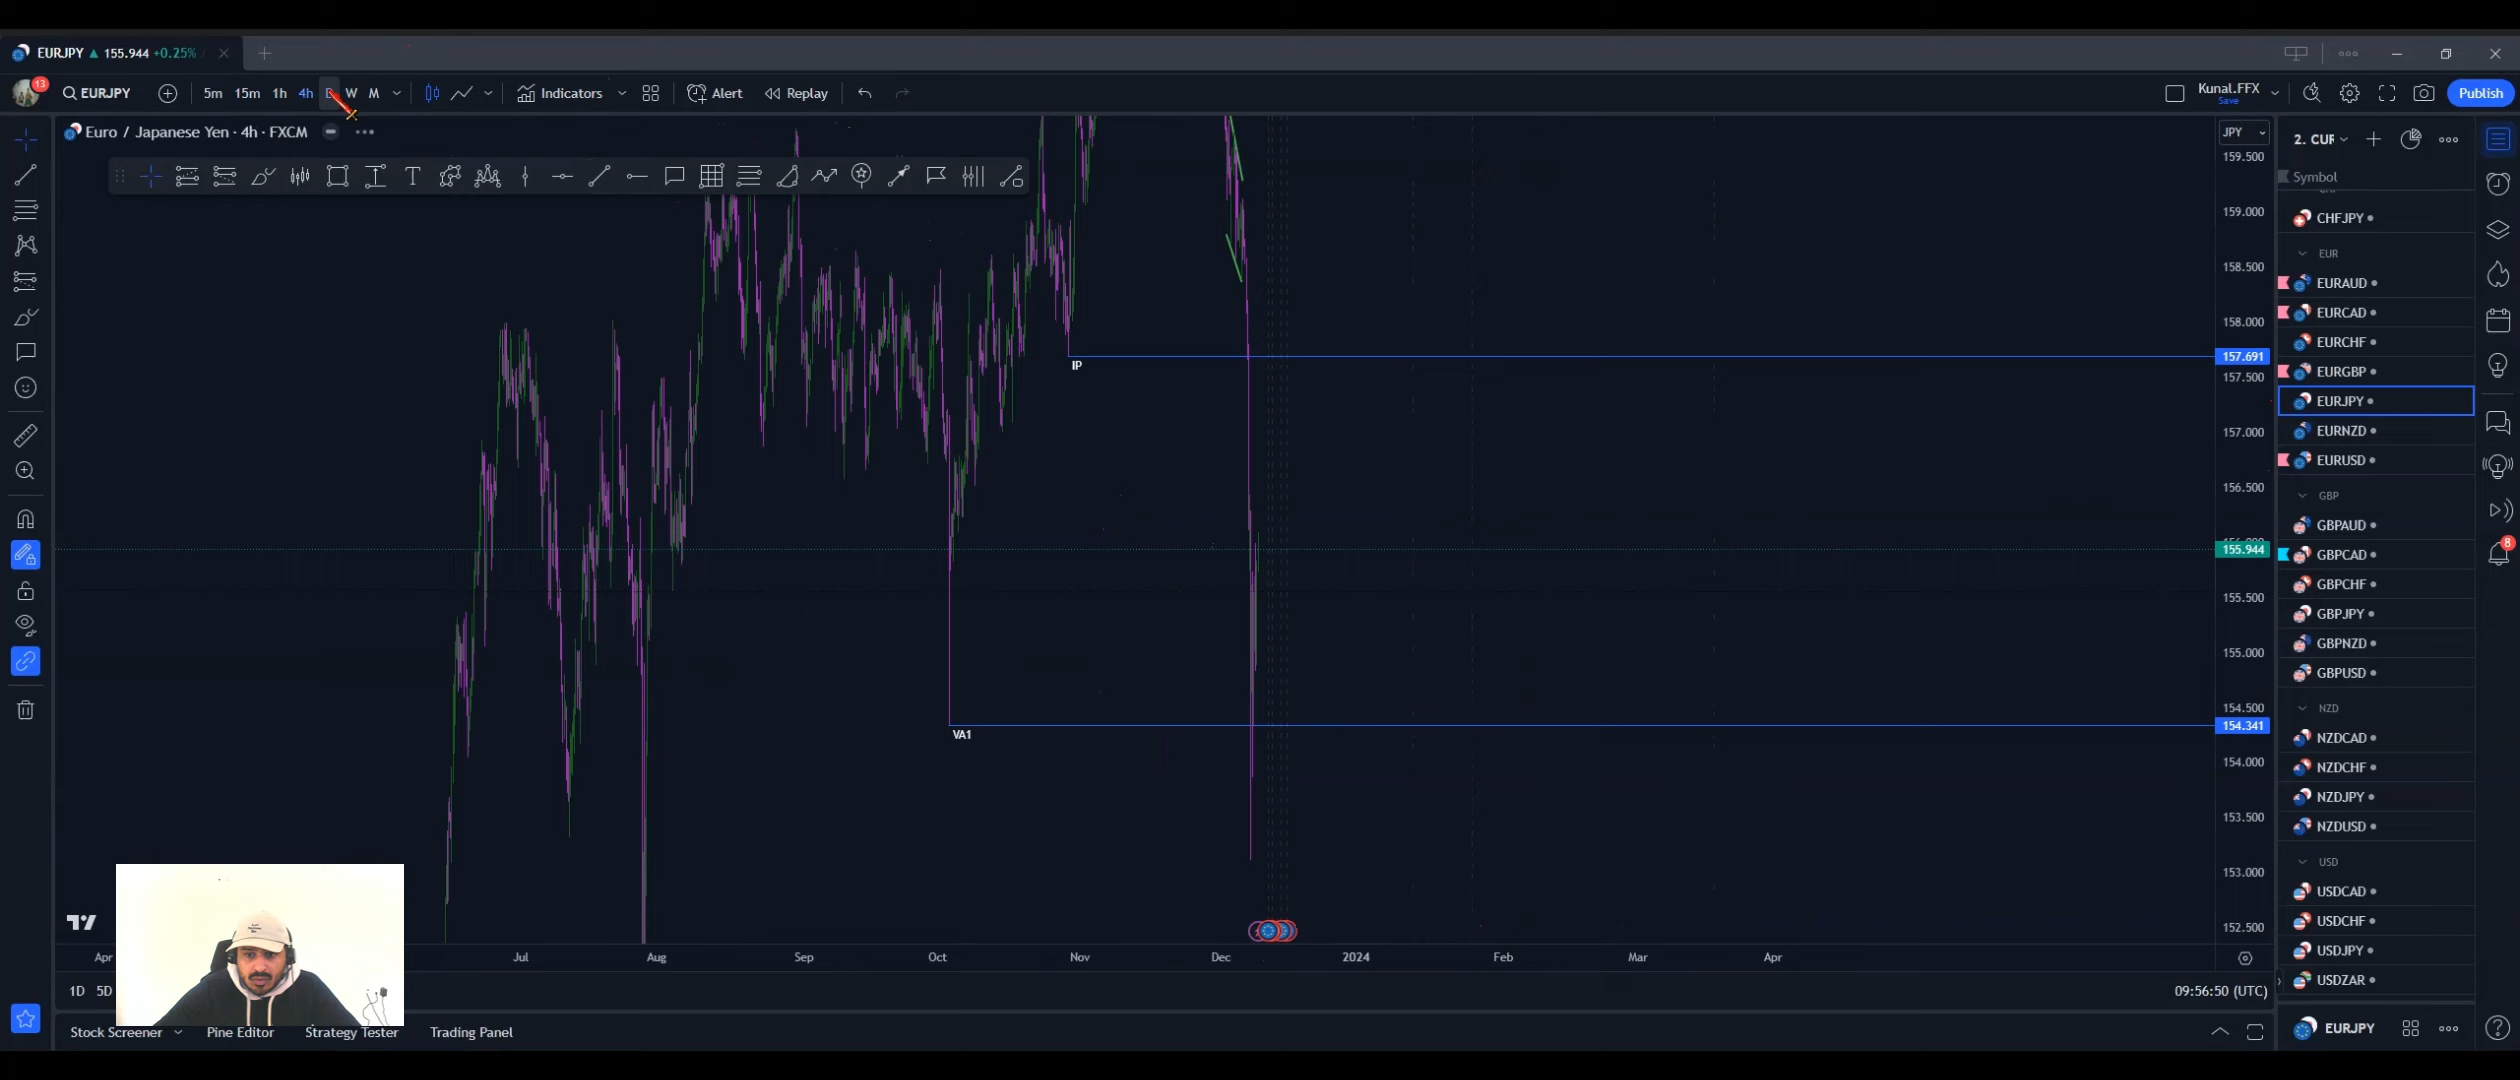 EURJPY ▲ 155.944 +0.25%
13
EURJPY
5m 15m 1h 4h D W M
Indicators
Alert
Replay
Kunal.FFX
Save
Publish
Euro / Japanese Yen · 4h · FXCM
JPY
159.500
159.000
158.500
158.000
157.691
157.500
157.000
156.500
155.944
155.500
155.000
154.500
154.341
154.000
153.500
153.000
152.500
IP
VA1
Apr
Jul
Aug
Sep
Oct
Nov
Dec
2024
Feb
Mar
Apr
1D 5D
09:56:50 (UTC)
Stock Screener
Pine Editor
Strategy Tester
Trading Panel
2. CUR
Symbol
CHFJPY
EUR
EURAUD
EURCAD
EURCHF
EURGBP
EURJPY
EURNZD
EURUSD
GBP
GBPAUD
GBPCAD
GBPCHF
GBPJPY
GBPNZD
GBPUSD
NZD
NZDCAD
NZDCHF
NZDJPY
NZDUSD
USD
USDCAD
USDCHF
USDJPY
USDZAR
EURJPY
8